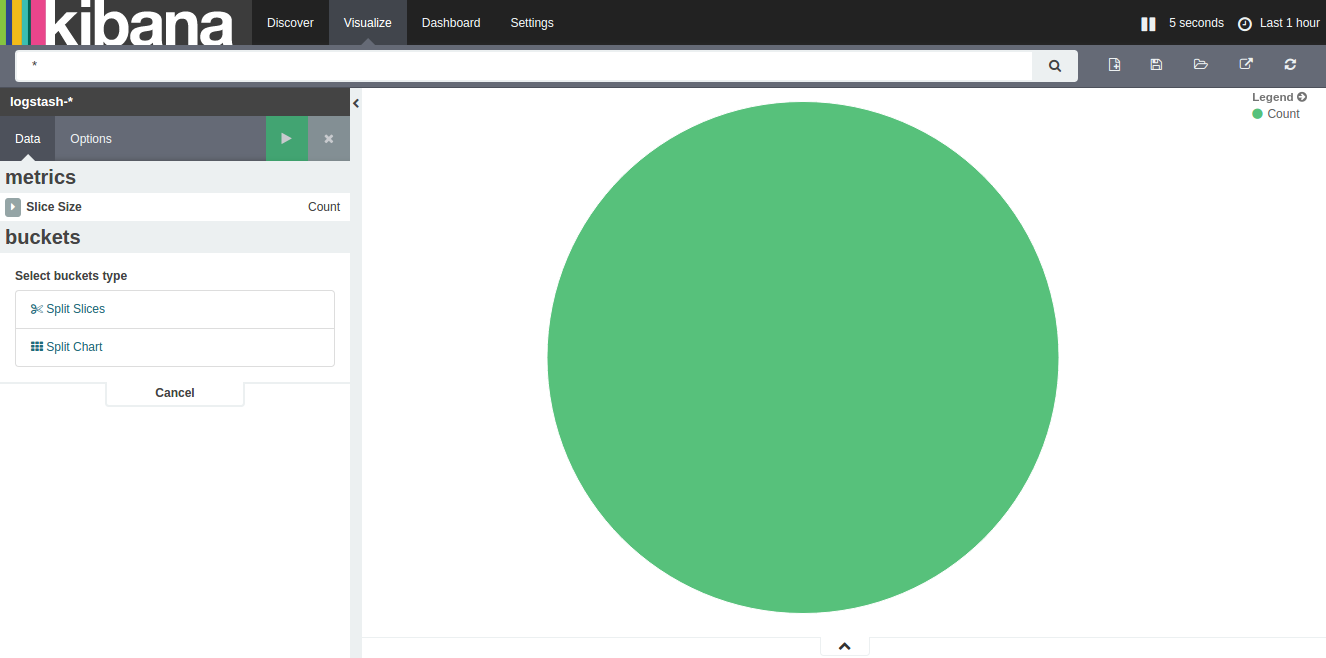 kibana Discover Visualize Dashboard Settings 5 seconds Last 1 hour
*
logstash-*
Legend
Count
Data Options
metrics
Slice Size Count
buckets
Select buckets type
Split Slices
Split Chart
Cancel